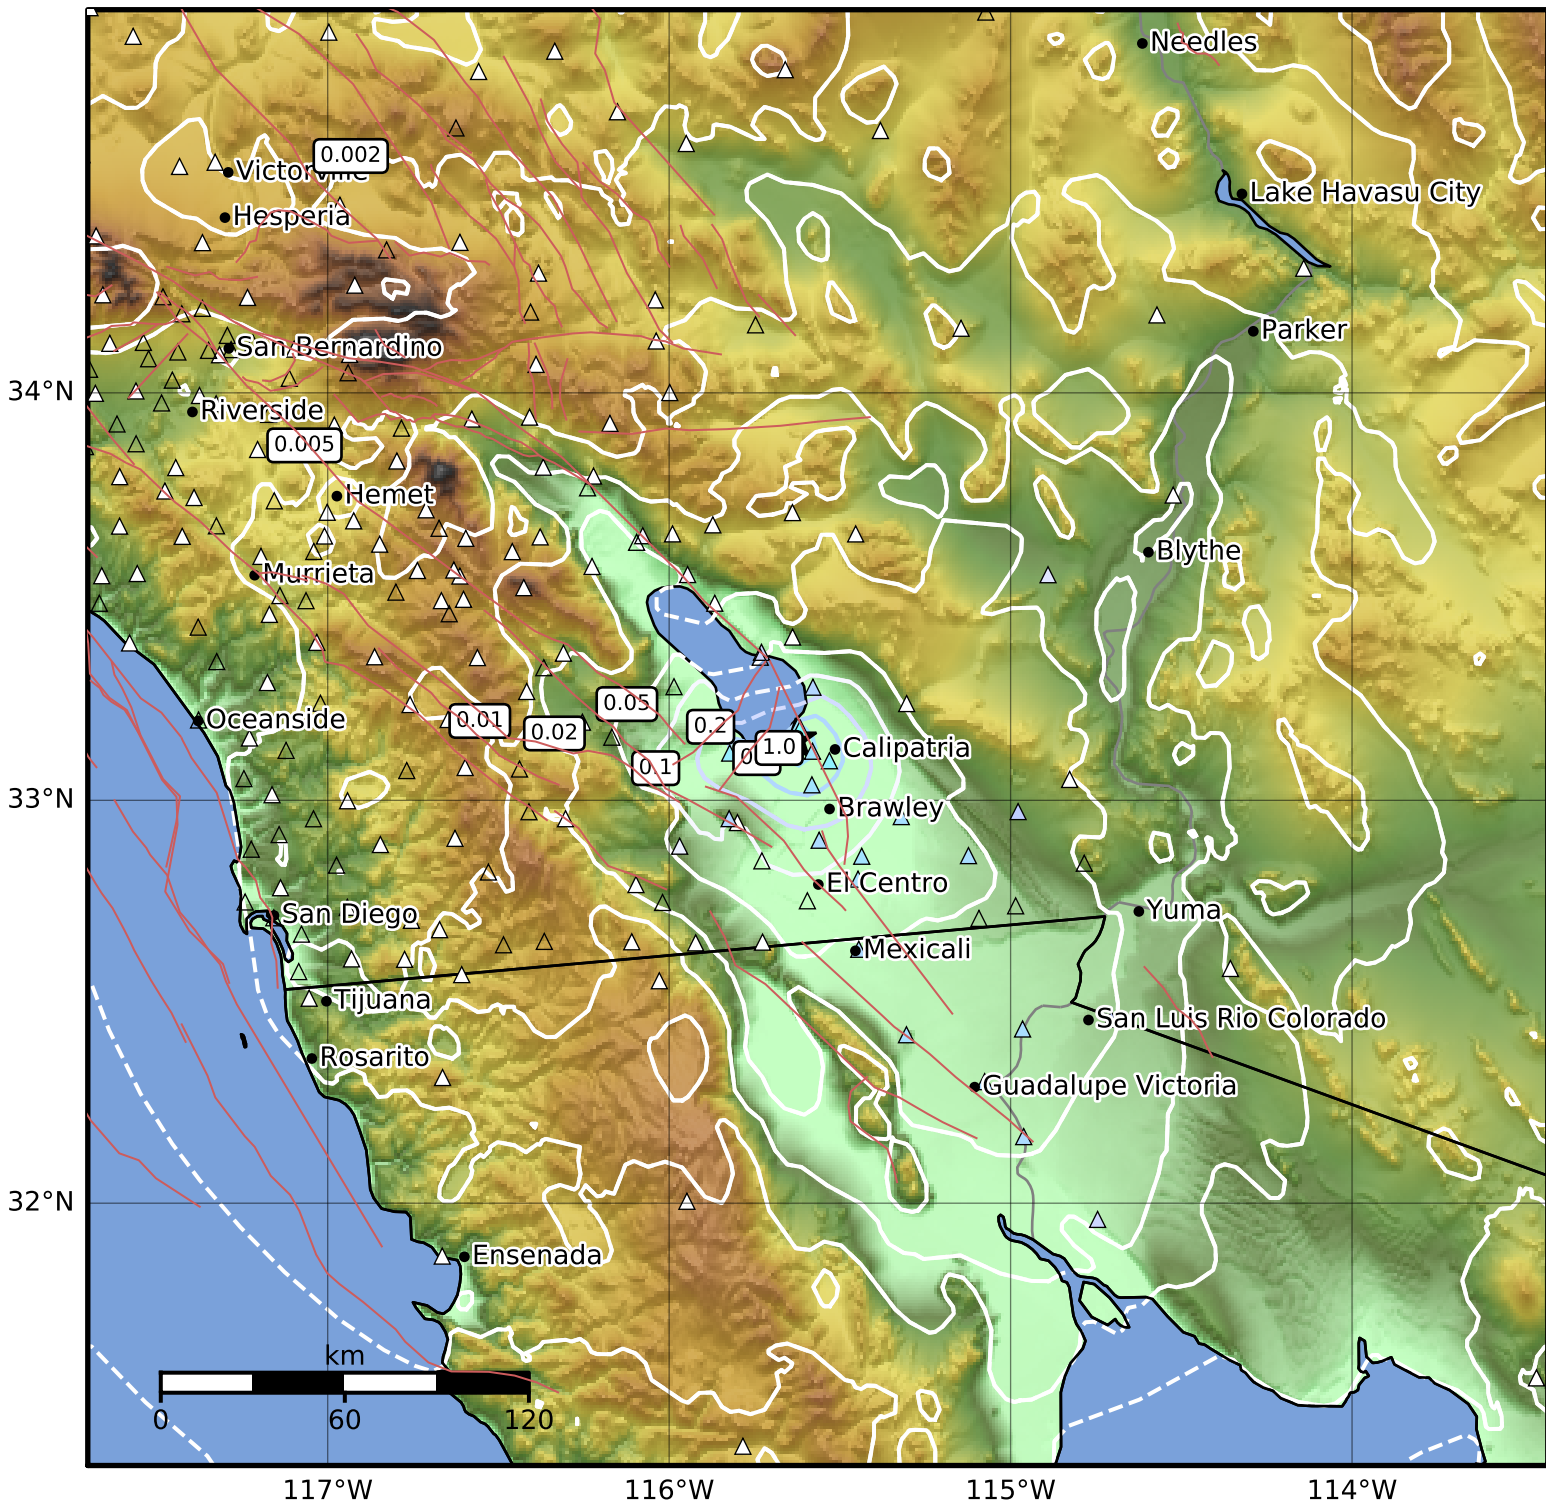 Needles
0.002
Victorville
Lake Havasu City
Hesperia
Parker
San Bernardino
34°N
Riverside
0.005
Hemet
Blythe
Murrieta
0.05
Oceanside
0.01
0.02
0.2
1.0
Calipatria
0.1
33°N
Brawley
El Centro
San Diego
Yuma
Mexicali
Tijuana
San Luis Rio Colorado
Rosarito
Guadalupe Victoria
32°N
Ensenada
km
0 60 120
117°W 116°W 115°W 114°W